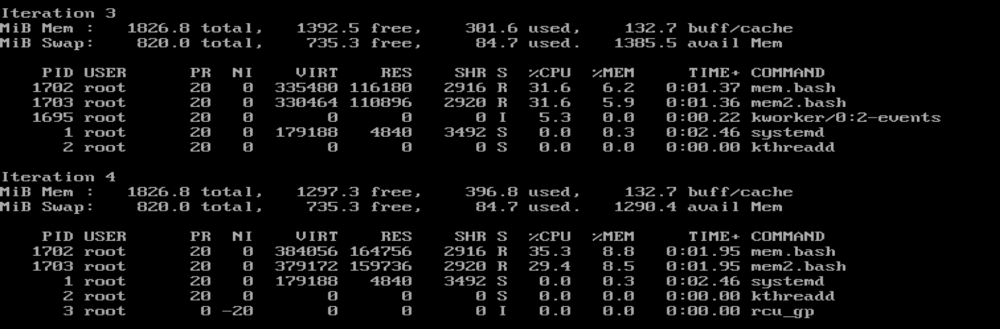 Iteration 3
MiB Mem :   1826.8 total,   1392.5 free,    301.6 used,    132.7 buff/cache
MiB Swap:    820.0 total,    735.3 free,     84.7 used.   1385.5 avail Mem
PID USER      PR  NI    VIRT    RES    SHR S  %CPU  %MEM     TIME+ COMMAND
1702 root      20   0  335480 116180   2916 R  31.6   6.2   0:01.37 mem.bash
1703 root      20   0  330464 110896   2920 R  31.6   5.9   0:01.36 mem2.bash
1695 root      20   0       0      0      0 I   5.3   0.0   0:00.22 kworker/0:2-events
1 root      20   0  179188   4840   3492 S   0.0   0.3   0:02.46 systemd
2 root      20   0       0      0      0 S   0.0   0.0   0:00.00 kthreadd
Iteration 4
MiB Mem :   1826.8 total,   1297.3 free,    396.8 used,    132.7 buff/cache
MiB Swap:    820.0 total,    735.3 free,     84.7 used.   1290.4 avail Mem
PID USER      PR  NI    VIRT    RES    SHR S  %CPU  %MEM     TIME+ COMMAND
1702 root      20   0  384056 164756   2916 R  35.3   8.8   0:01.95 mem.bash
1703 root      20   0  379172 159736   2920 R  29.4   8.5   0:01.95 mem2.bash
1 root      20   0  179188   4840   3492 S   0.0   0.3   0:02.46 systemd
2 root      20   0       0      0      0 S   0.0   0.0   0:00.00 kthreadd
3 root       0 -20       0      0      0 I   0.0   0.0   0:00.00 rcu_gp